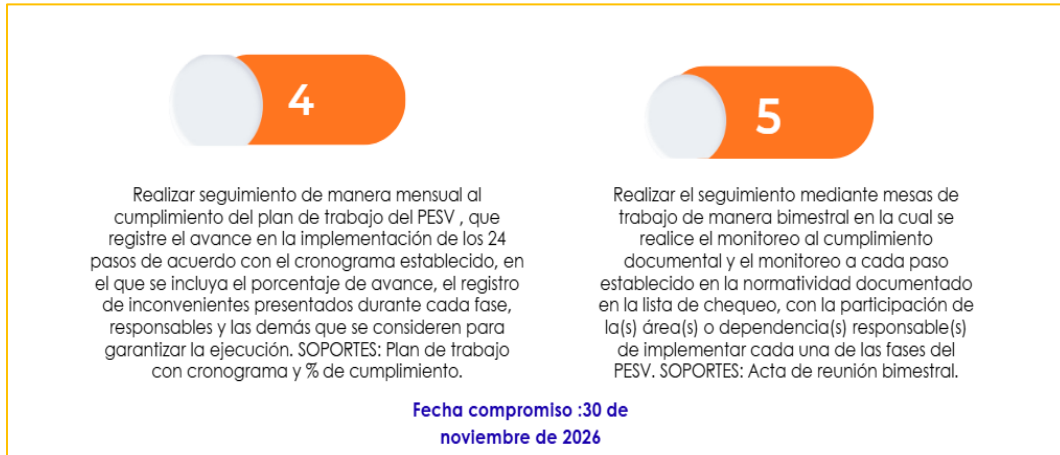 4
Realizar seguimiento de manera mensual al
cumplimiento del plan de trabajo del PESV , que
registre el avance en la implementación de los 24
pasos de acuerdo con el cronograma establecido, en
el que se incluya el porcentaje de avance, el registro
de inconvenientes presentados durante cada fase,
responsables y las demás que se consideren para
garantizar la ejecución. SOPORTES: Plan de trabajo
con cronograma y % de cumplimiento.
5
Realizar el seguimiento mediante mesas de
trabajo de manera bimestral en la cual se
realice el monitoreo al cumplimiento
documental y el monitoreo a cada paso
establecido en la normatividad documentado
en la lista de chequeo, con la participación de
la(s) área(s) o dependencia(s) responsable(s)
de implementar cada una de las fases del
PESV. SOPORTES: Acta de reunión bimestral.
Fecha compromiso :30 de
noviembre de 2026